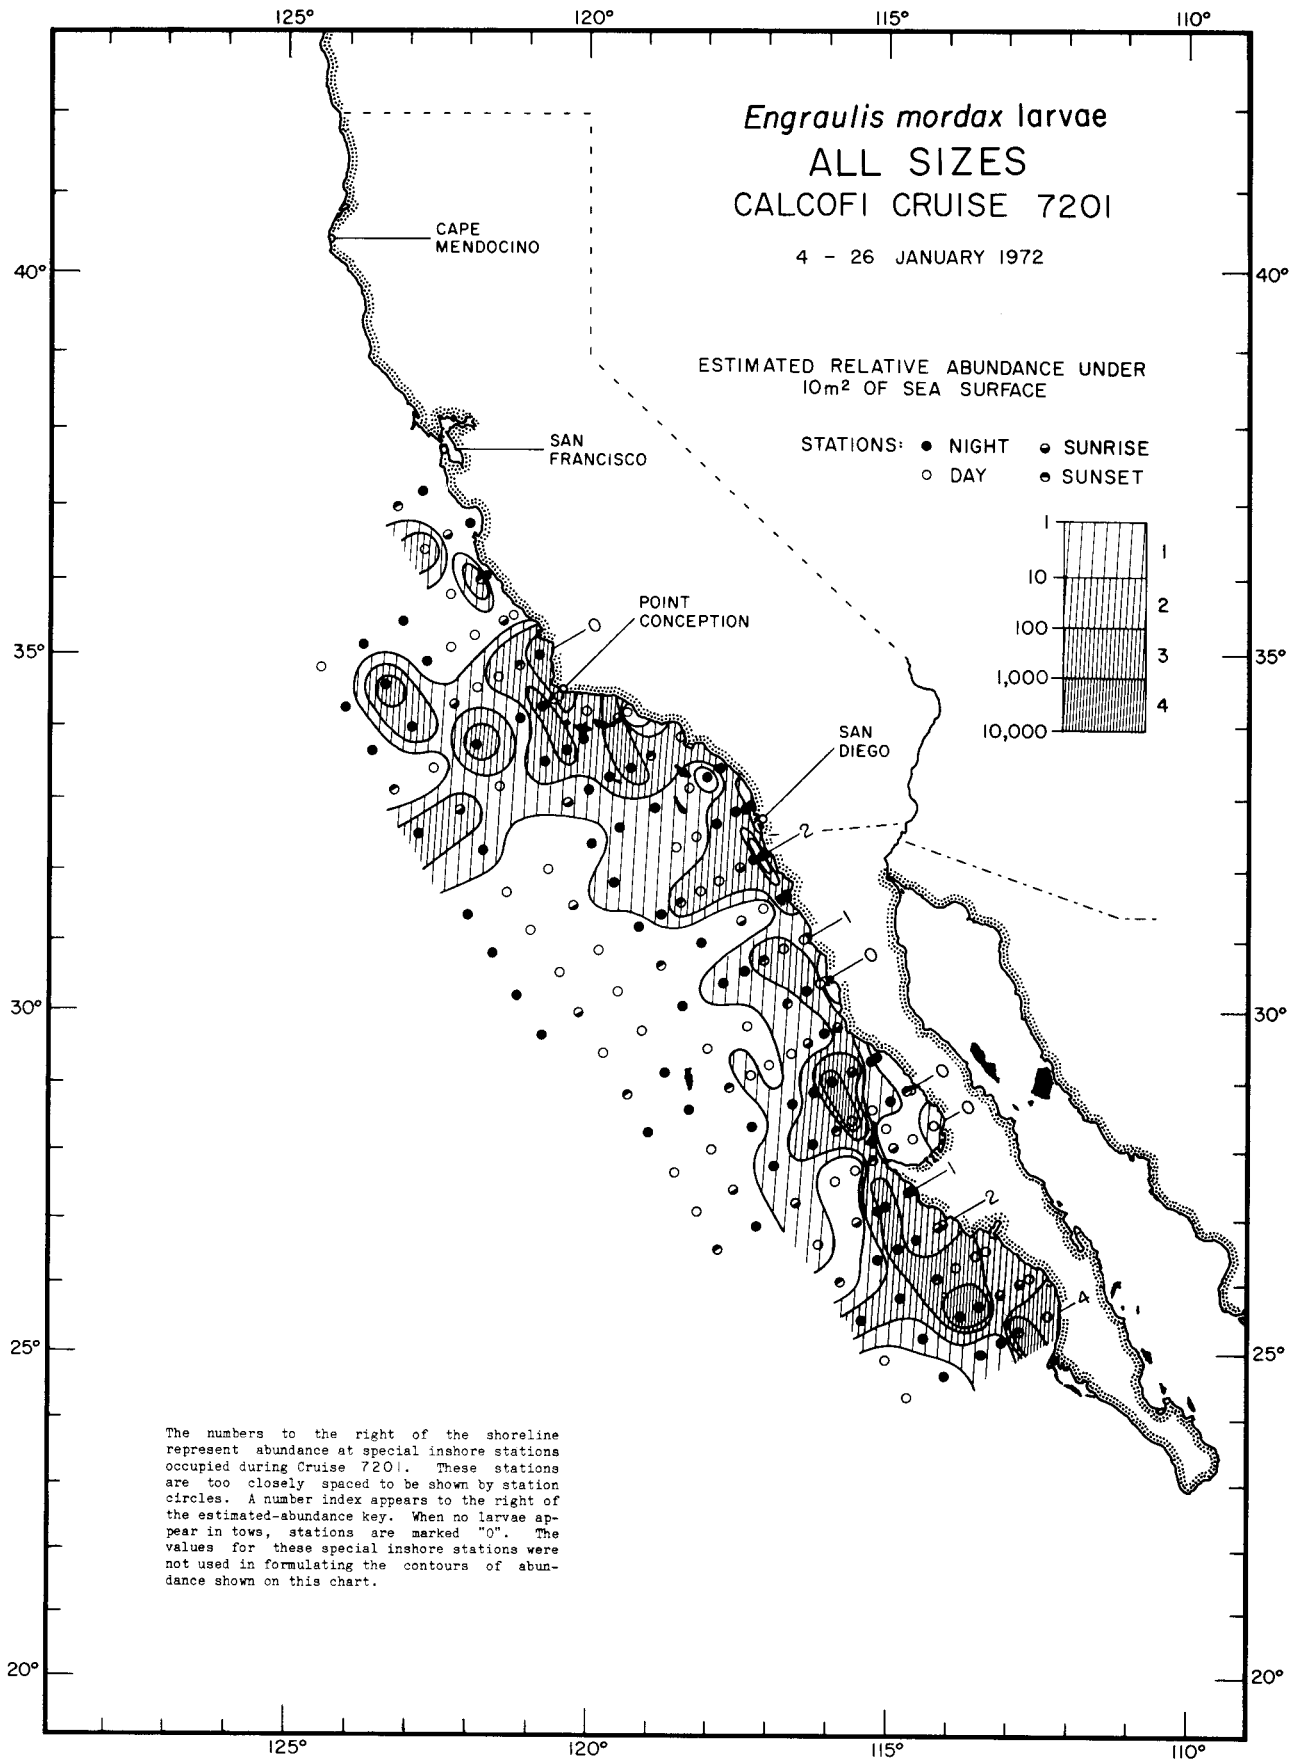 125° 120° 115° 110°
Engraulis mordax larvae
ALL SIZES
CALCOFI CRUISE 7201
4 - 26 JANUARY 1972
CAPE
MENDOCINO
40° 40°
ESTIMATED RELATIVE ABUNDANCE UNDER
10m² OF SEA SURFACE
STATIONS: ● NIGHT ◒ SUNRISE
○ DAY ◓ SUNSET
SAN
FRANCISCO
1
10
100
1,000
10,000
1
2
3
4
POINT
CONCEPTION
0
35° 35°
SAN
DIEGO
2
1
0
30° 30°
0
0
1
2
4
25° 25°
The numbers to the right of the shoreline
represent abundance at special inshore stations
occupied during Cruise 7201. These stations
are too closely spaced to be shown by station
circles. A number index appears to the right of
the estimated-abundance key. When no larvae ap-
pear in tows, stations are marked "0". The
values for these special inshore stations were
not used in formulating the contours of abun-
dance shown on this chart.
20° 20°
125° 120° 115° 110°